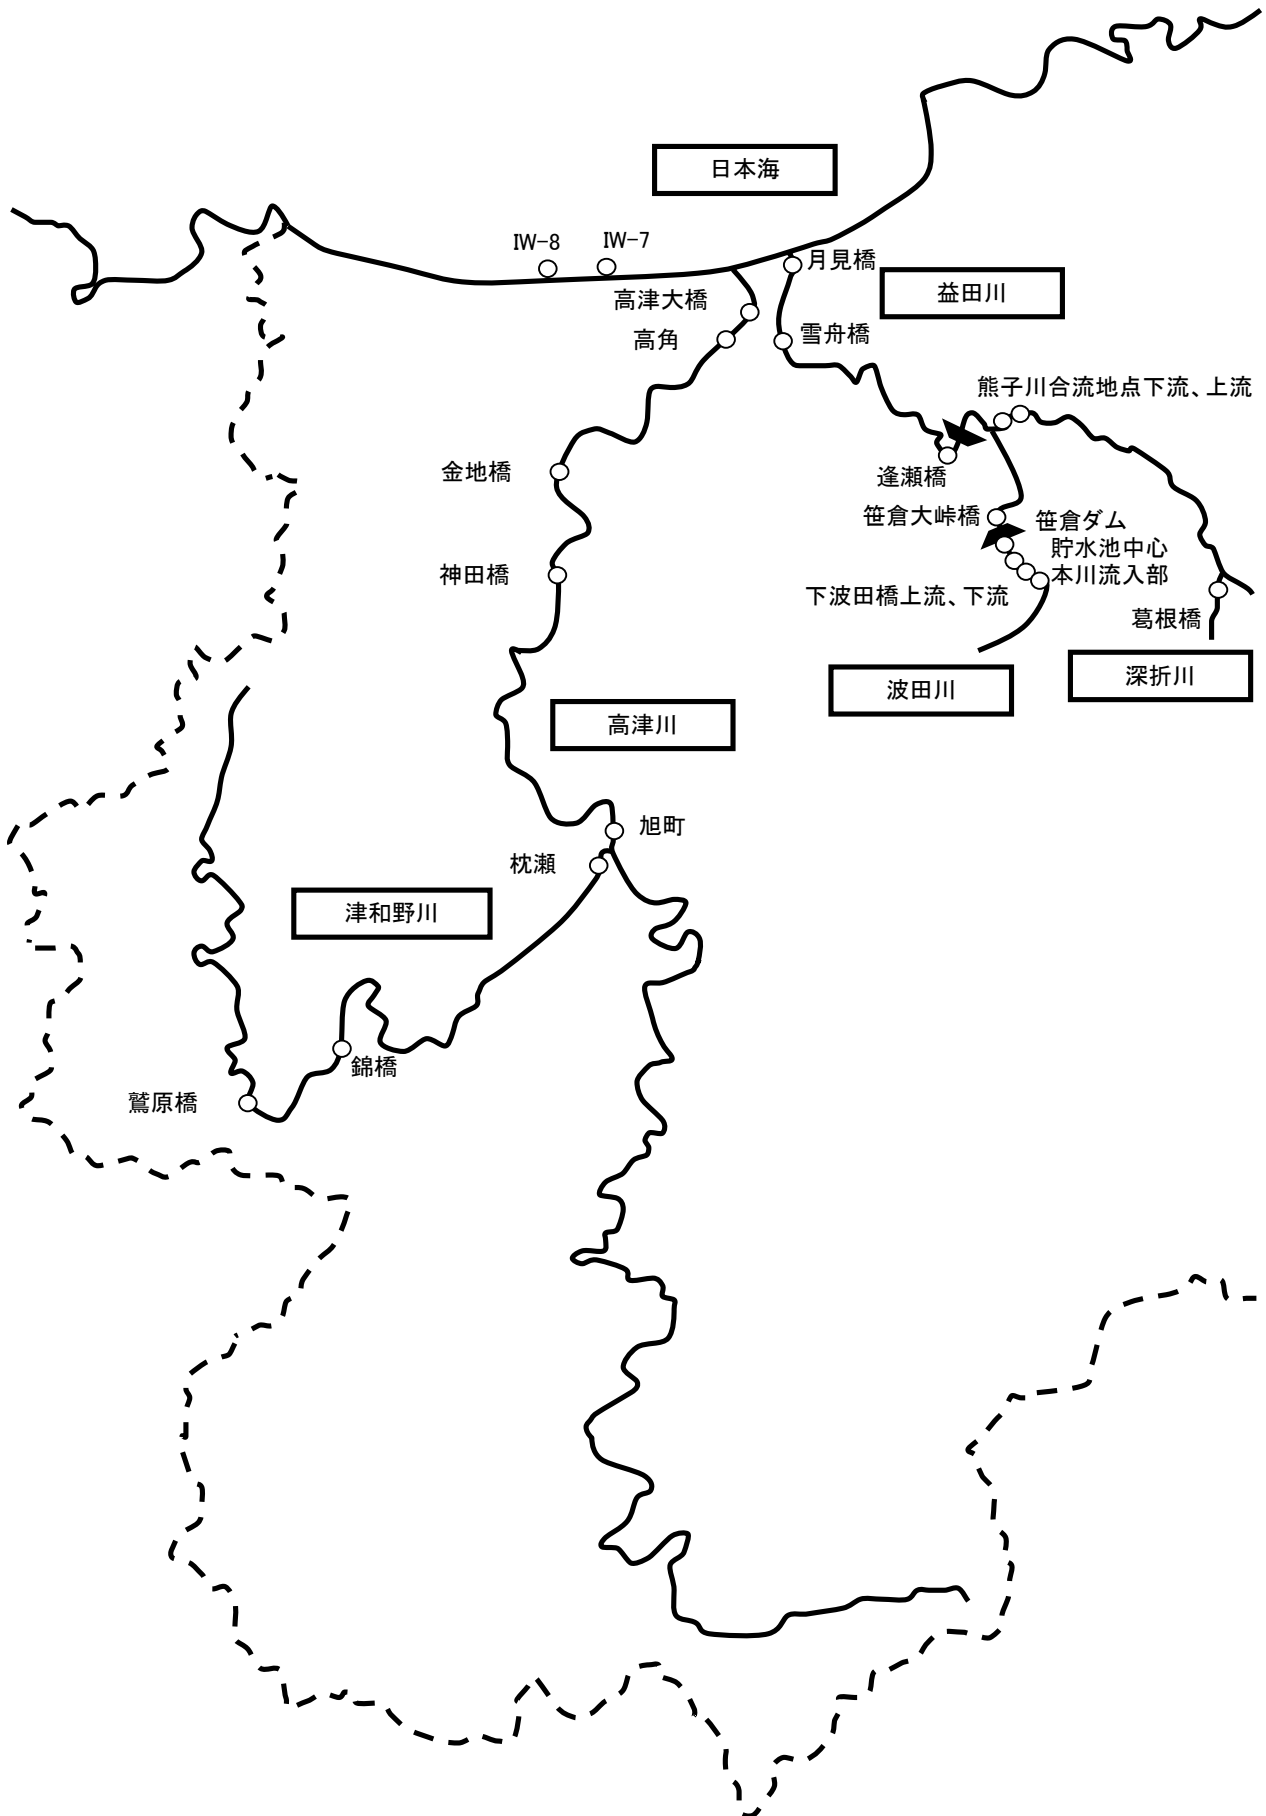 日本海
IW-8
IW-7
月見橋
益田川
高津大橋
高角
雪舟橋
熊子川合流地点下流、上流
金地橋
逢瀬橋
笹倉大峠橋
笹倉ダム
貯水池中心
本川流入部
神田橋
下波田橋上流、下流
葛根橋
深折川
波田川
高津川
旭町
枕瀬
津和野川
錦橋
鷲原橋